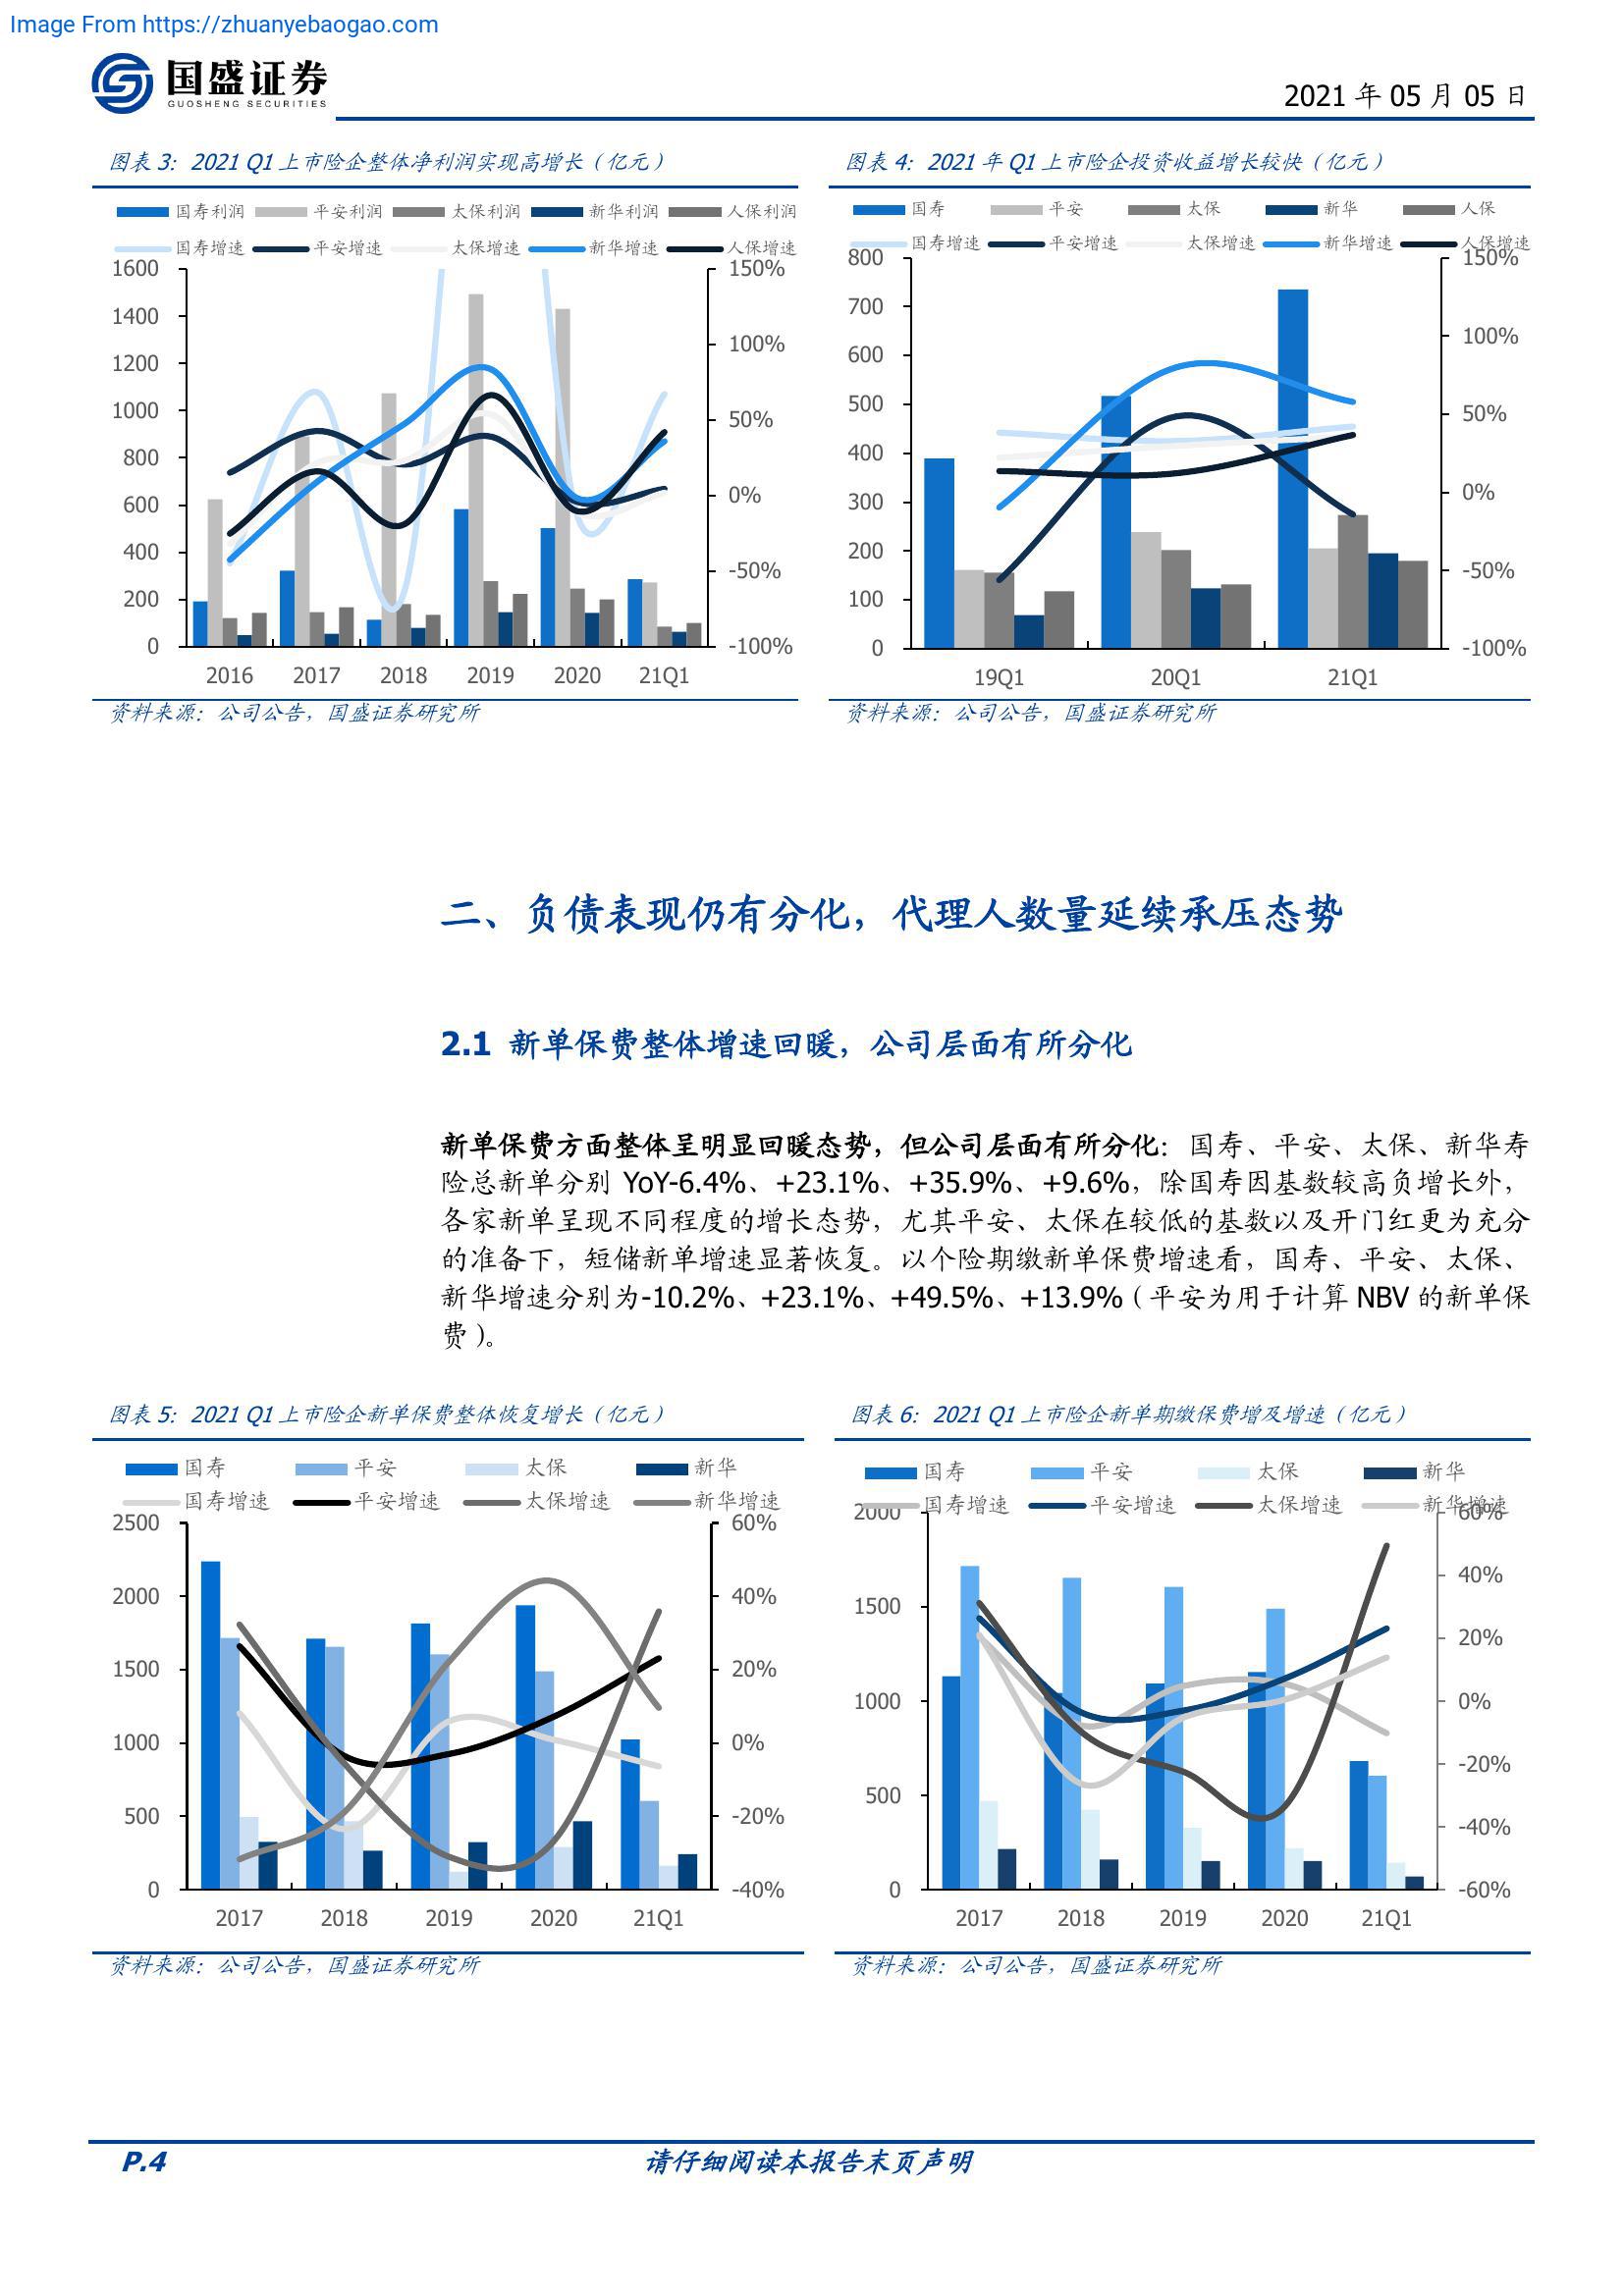 Image From https://zhuanyebaogao.com
国盛证券
GUOSHENG SECURITIES
2021 年 05 月 05 日
图表 3：2021 Q1 上市险企整体净利润实现高增长（亿元）
国寿利润 平安利润 太保利润 新华利润 人保利润
国寿增速 平安增速 太保增速 新华增速 人保增速
1600 150%
1400
1200 100%
1000 50%
800
600 0%
400 -50%
200
0 -100%
2016 2017 2018 2019 2020 21Q1
资料来源：公司公告，国盛证券研究所
图表 4：2021 年 Q1 上市险企投资收益增长较快（亿元）
国寿 平安 太保 新华 人保
国寿增速 平安增速 太保增速 新华增速 人保增速
800 150%
700
600 100%
500 50%
400
300 0%
200 -50%
100
0 -100%
19Q1 20Q1 21Q1
资料来源：公司公告，国盛证券研究所
二、负债表现仍有分化，代理人数量延续承压态势
2.1 新单保费整体增速回暖，公司层面有所分化
新单保费方面整体呈明显回暖态势，但公司层面有所分化：国寿、平安、太保、新华寿
险总新单分别 YoY-6.4%、+23.1%、+35.9%、+9.6%，除国寿因基数较高负增长外，
各家新单呈现不同程度的增长态势，尤其平安、太保在较低的基数以及开门红更为充分
的准备下，短储新单增速显著恢复。以个险期缴新单保费增速看，国寿、平安、太保、
新华增速分别为-10.2%、+23.1%、+49.5%、+13.9%（平安为用于计算 NBV 的新单保
费）。
图表 5：2021 Q1 上市险企新单保费整体恢复增长（亿元）
国寿 平安 太保 新华
国寿增速 平安增速 太保增速 新华增速
2500 60%
2000 40%
1500 20%
1000 0%
500 -20%
0 -40%
2017 2018 2019 2020 21Q1
资料来源：公司公告，国盛证券研究所
图表 6：2021 Q1 上市险企新单期缴保费增及增速（亿元）
国寿 平安 太保 新华
国寿增速 平安增速 太保增速 新华增速
2000 60%
40%
1500 20%
1000 0%
-20%
500 -40%
0 -60%
2017 2018 2019 2020 21Q1
资料来源：公司公告，国盛证券研究所
P.4 请仔细阅读本报告末页声明